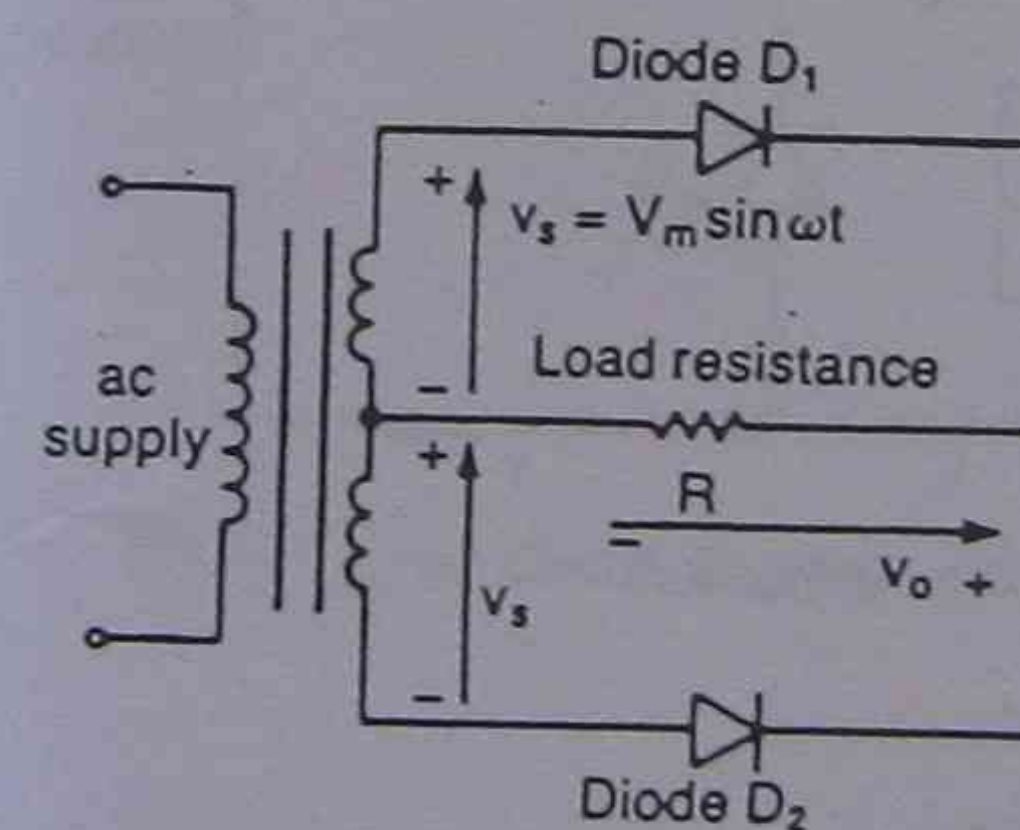 Diode D₁
+
vₛ = Vₘ sin ωt
ac
supply
−
Load resistance
+
R
−
vₒ +
vₛ
−
Diode D₂